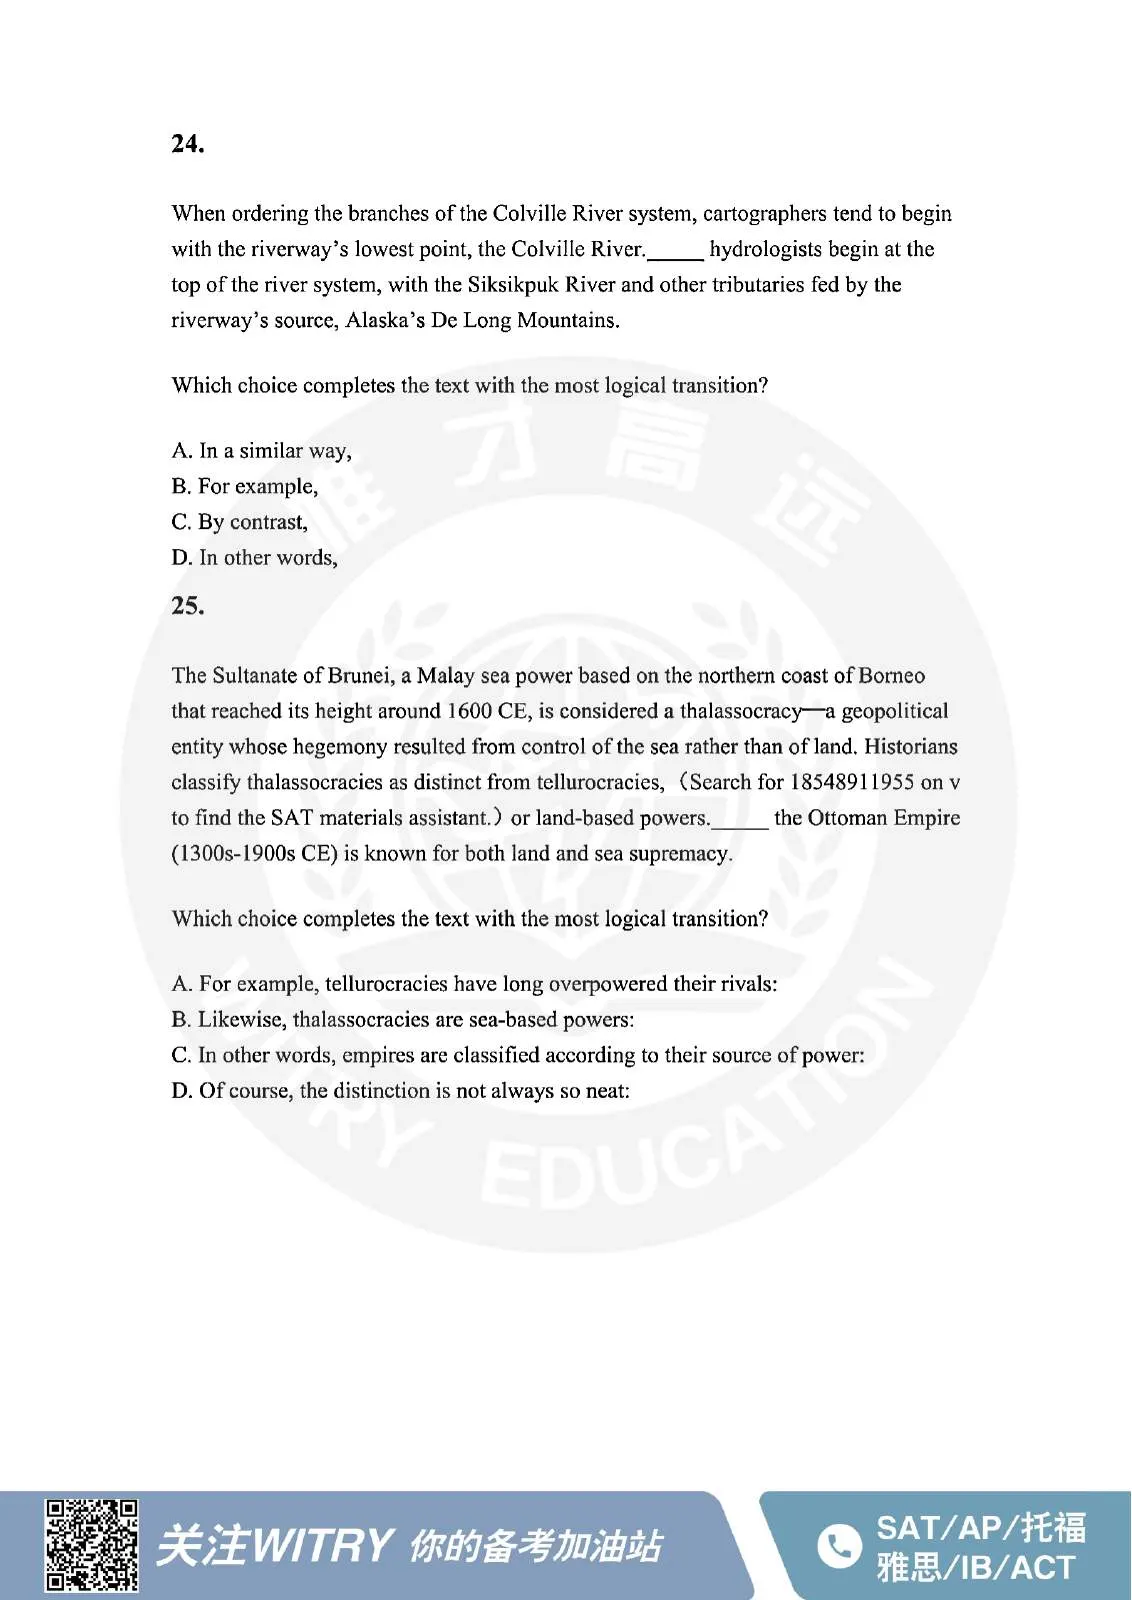 24.
When ordering the branches of the Colville River system, cartographers tend to begin
with the riverway's lowest point, the Colville River._____ hydrologists begin at the
top of the river system, with the Siksikpuk River and other tributaries fed by the
riverway's source, Alaska's De Long Mountains.
Which choice completes the text with the most logical transition?
A. In a similar way,
B. For example,
C. By contrast,
D. In other words,
25.
The Sultanate of Brunei, a Malay sea power based on the northern coast of Borneo
that reached its height around 1600 CE, is considered a thalassocracy—a geopolitical
entity whose hegemony resulted from control of the sea rather than of land. Historians
classify thalassocracies as distinct from tellurocracies,（Search for 18548911955 on v
to find the SAT materials assistant.）or land-based powers._____ the Ottoman Empire
(1300s-1900s CE) is known for both land and sea supremacy.
Which choice completes the text with the most logical transition?
A. For example, tellurocracies have long overpowered their rivals:
B. Likewise, thalassocracies are sea-based powers:
C. In other words, empires are classified according to their source of power:
D. Of course, the distinction is not always so neat:
惟才高远
WITRY EDUCATION
关注WITRY 你的备考加油站
SAT/AP/托福
雅思/IB/ACT